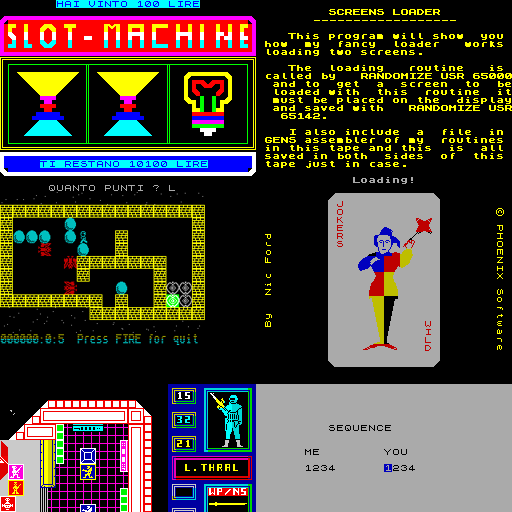 HAI VINTO 100 LIRE
SLOT-MACHINE
TI RESTANO 10100 LIRE
SCREENS LOADER
This program will show you
how my fancy loader works
loading two screens.
The loading routine is
called by RANDOMIZE USR 65000
and to get a screen to be
loaded with this routine it
must be placed on the display
and saved with RANDOMIZE USR
65142.
I also include a file in
GENS assembler of my routines
in this tape and this is all
saved in both sides of this
tape just in case.
QUANTO PUNTI ? L
000000:0:5 Press FIRE for quit
Loading!
By Nic Ford
JOKERS
WILD
© PHOENIX Software
15
32
21
L.THRAL
WP/NS
SEQUENCE
ME YOU
1234 1234